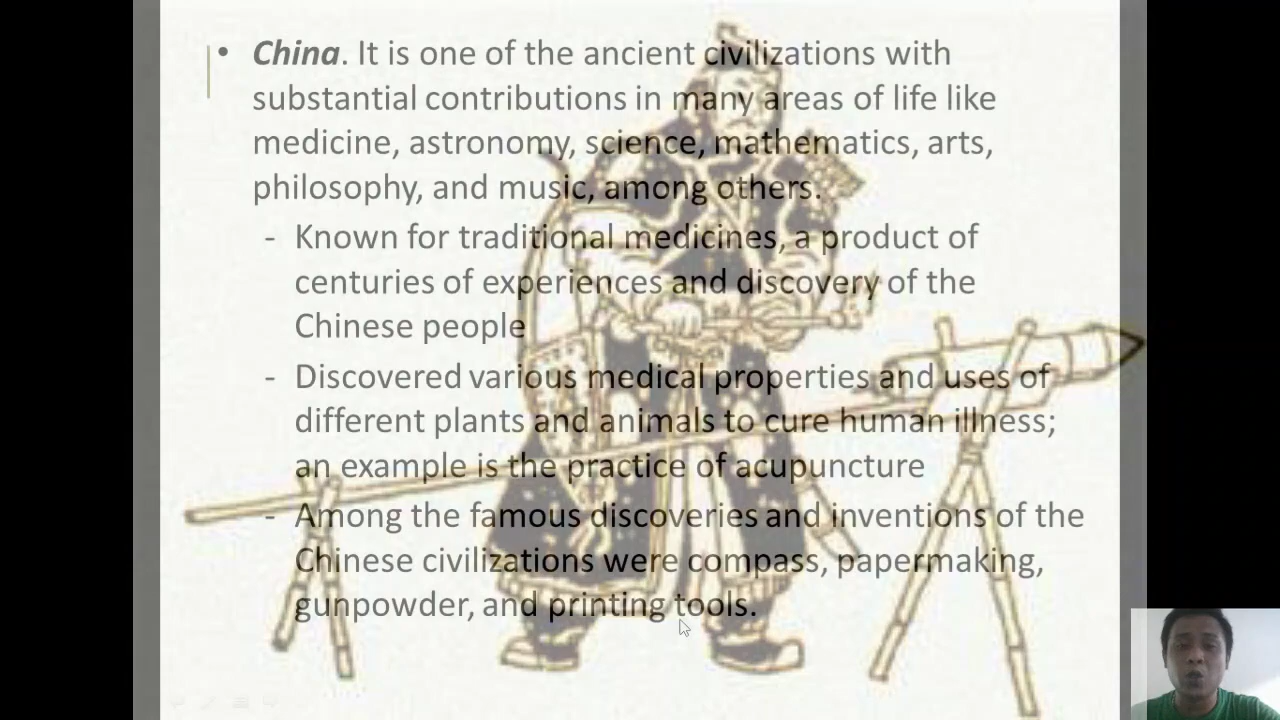 • China. It is one of the ancient civilizations with
substantial contributions in many areas of life like
medicine, astronomy, science, mathematics, arts,
philosophy, and music, among others.
- Known for traditional medicines, a product of
centuries of experiences and discovery of the
Chinese people
- Discovered various medical properties and uses of
different plants and animals to cure human illness;
an example is the practice of acupuncture
- Among the famous discoveries and inventions of the
Chinese civilizations were compass, papermaking,
gunpowder, and printing tools.